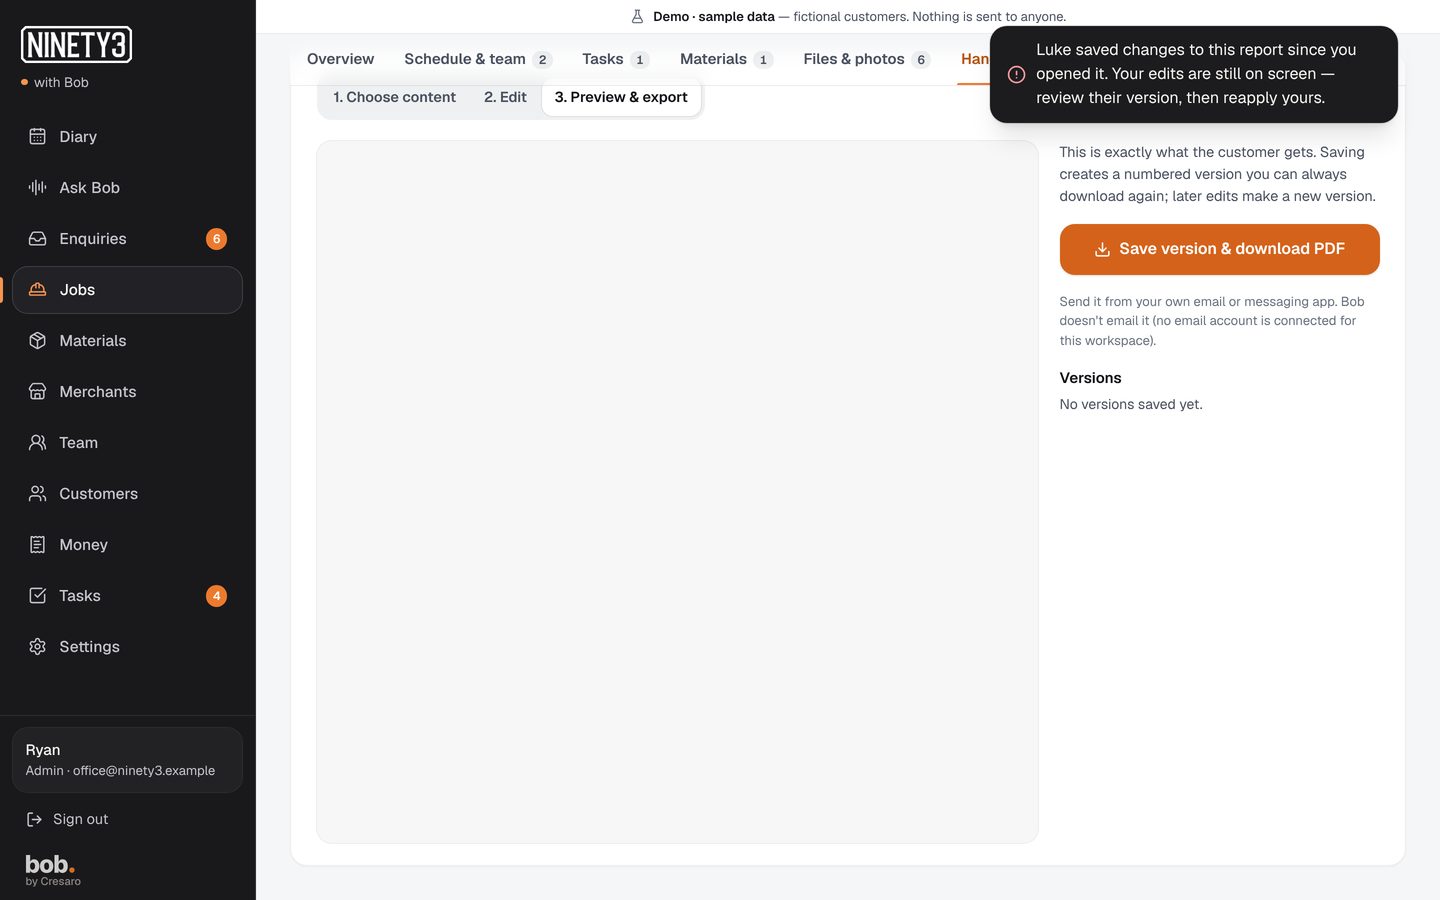 NINETY3
with Bob
Diary
Ask Bob
Enquiries 6
Jobs
Materials
Merchants
Team
Customers
Money
Tasks 4
Settings
Ryan
Admin · office@ninety3.example
Sign out
bob.
by Cresaro
Demo · sample data — fictional customers. Nothing is sent to anyone.
Overview
Schedule & team 2
Tasks 1
Materials 1
Files & photos 6
Luke saved changes to this report since you
opened it. Your edits are still on screen —
review their version, then reapply yours.
1. Choose content
2. Edit
3. Preview & export
This is exactly what the customer gets. Saving
creates a numbered version you can always
download again; later edits make a new version.
Save version & download PDF
Send it from your own email or messaging app. Bob
doesn't email it (no email account is connected for
this workspace).
Versions
No versions saved yet.